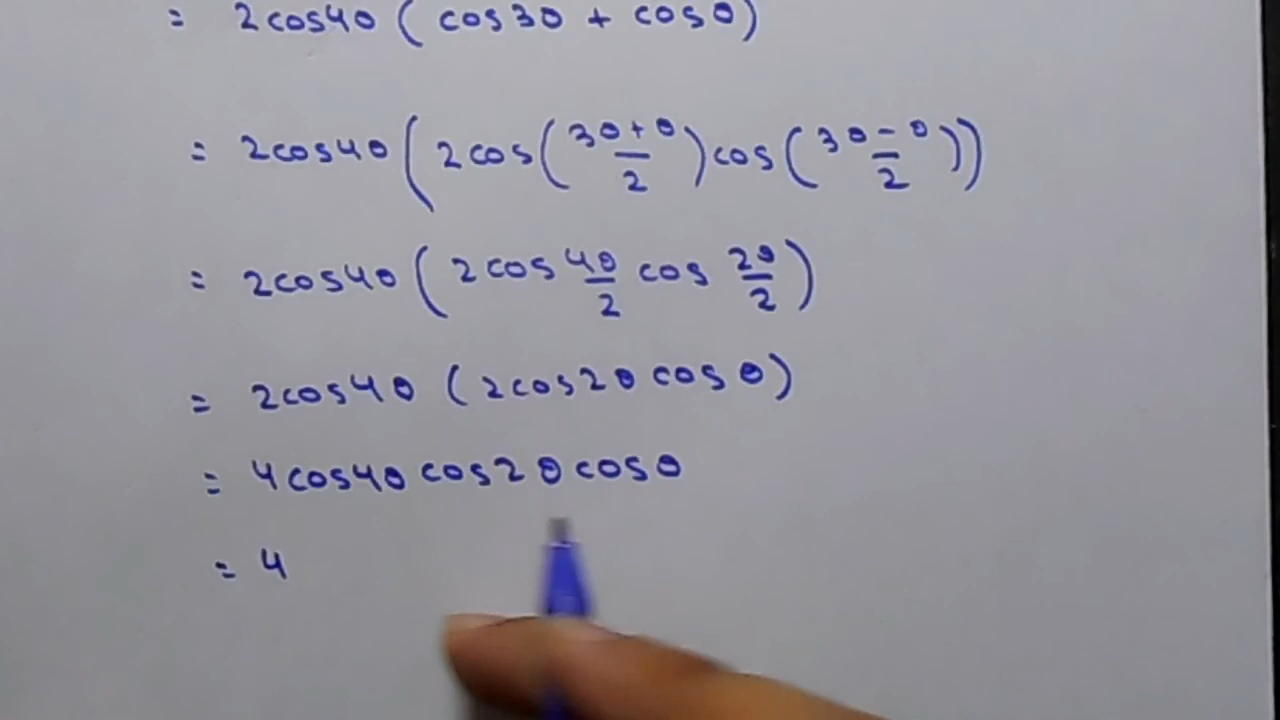 = 2cos4θ ( cos3θ + cosθ)
= 2cos4θ ( 2cos( (3θ+θ)/2 ) cos( (3θ-θ)/2 ) )
= 2cos4θ ( 2cos 4θ/2 cos 2θ/2 )
= 2cos4θ ( 2cos2θ cosθ)
= 4cos4θ cos2θ cosθ
= 4